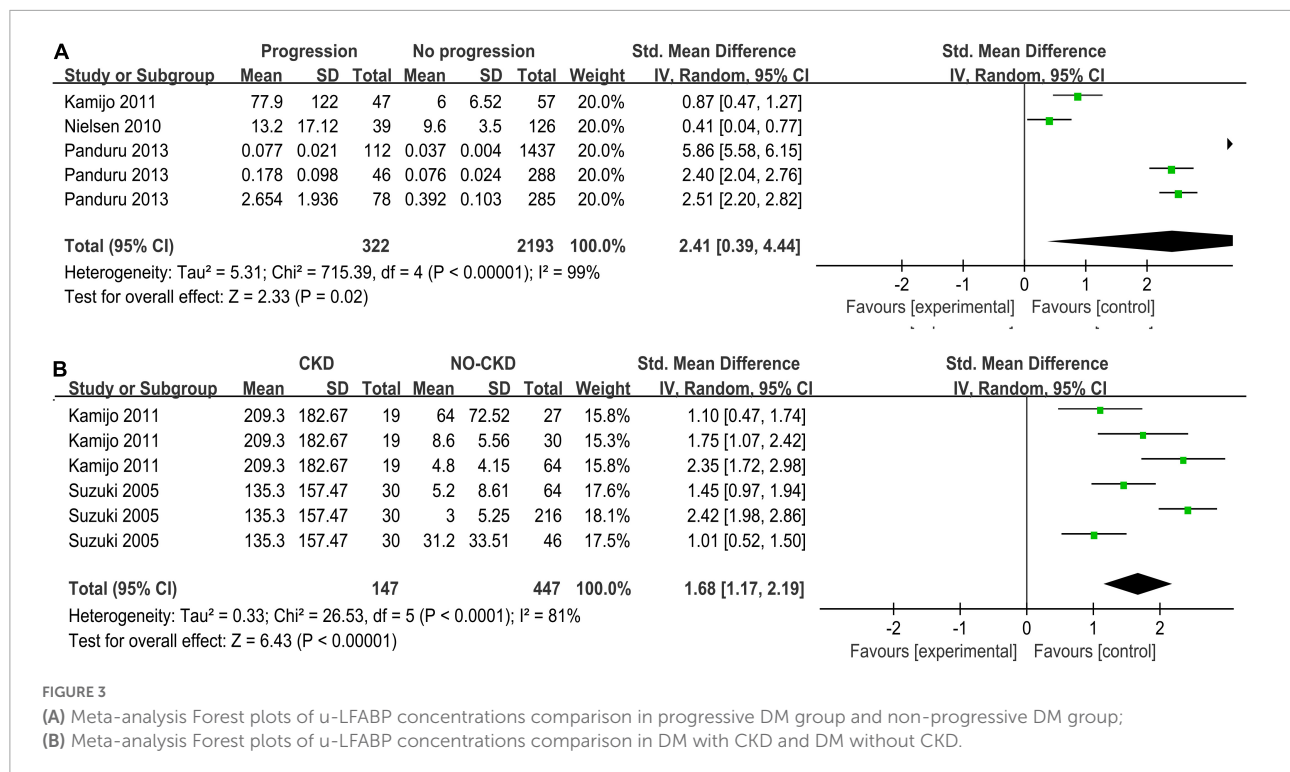 A
Progression No progression Std. Mean Difference Std. Mean Difference
Study or Subgroup Mean SD Total Mean SD Total Weight IV, Random, 95% CI IV, Random, 95% CI
Kamijo 2011 77.9 122 47 6 6.52 57 20.0% 0.87 [0.47, 1.27]
Nielsen 2010 13.2 17.12 39 9.6 3.5 126 20.0% 0.41 [0.04, 0.77]
Panduru 2013 0.077 0.021 112 0.037 0.004 1437 20.0% 5.86 [5.58, 6.15]
Panduru 2013 0.178 0.098 46 0.076 0.024 288 20.0% 2.40 [2.04, 2.76]
Panduru 2013 2.654 1.936 78 0.392 0.103 285 20.0% 2.51 [2.20, 2.82]
Total (95% CI) 322 2193 100.0% 2.41 [0.39, 4.44]
Heterogeneity: Tau² = 5.31; Chi² = 715.39, df = 4 (P < 0.00001); I² = 99%
Test for overall effect: Z = 2.33 (P = 0.02)
-2 -1 0 1 2
Favours [experimental] Favours [control]
B
CKD NO-CKD Std. Mean Difference Std. Mean Difference
Study or Subgroup Mean SD Total Mean SD Total Weight IV, Random, 95% CI IV, Random, 95% CI
Kamijo 2011 209.3 182.67 19 64 72.52 27 15.8% 1.10 [0.47, 1.74]
Kamijo 2011 209.3 182.67 19 8.6 5.56 30 15.3% 1.75 [1.07, 2.42]
Kamijo 2011 209.3 182.67 19 4.8 4.15 64 15.8% 2.35 [1.72, 2.98]
Suzuki 2005 135.3 157.47 30 5.2 8.61 64 17.6% 1.45 [0.97, 1.94]
Suzuki 2005 135.3 157.47 30 3 5.25 216 18.1% 2.42 [1.98, 2.86]
Suzuki 2005 135.3 157.47 30 31.2 33.51 46 17.5% 1.01 [0.52, 1.50]
Total (95% CI) 147 447 100.0% 1.68 [1.17, 2.19]
Heterogeneity: Tau² = 0.33; Chi² = 26.53, df = 5 (P < 0.0001); I² = 81%
Test for overall effect: Z = 6.43 (P < 0.00001)
-2 -1 0 1 2
Favours [experimental] Favours [control]
FIGURE 3
(A) Meta-analysis Forest plots of u-LFABP concentrations comparison in progressive DM group and non-progressive DM group;
(B) Meta-analysis Forest plots of u-LFABP concentrations comparison in DM with CKD and DM without CKD.